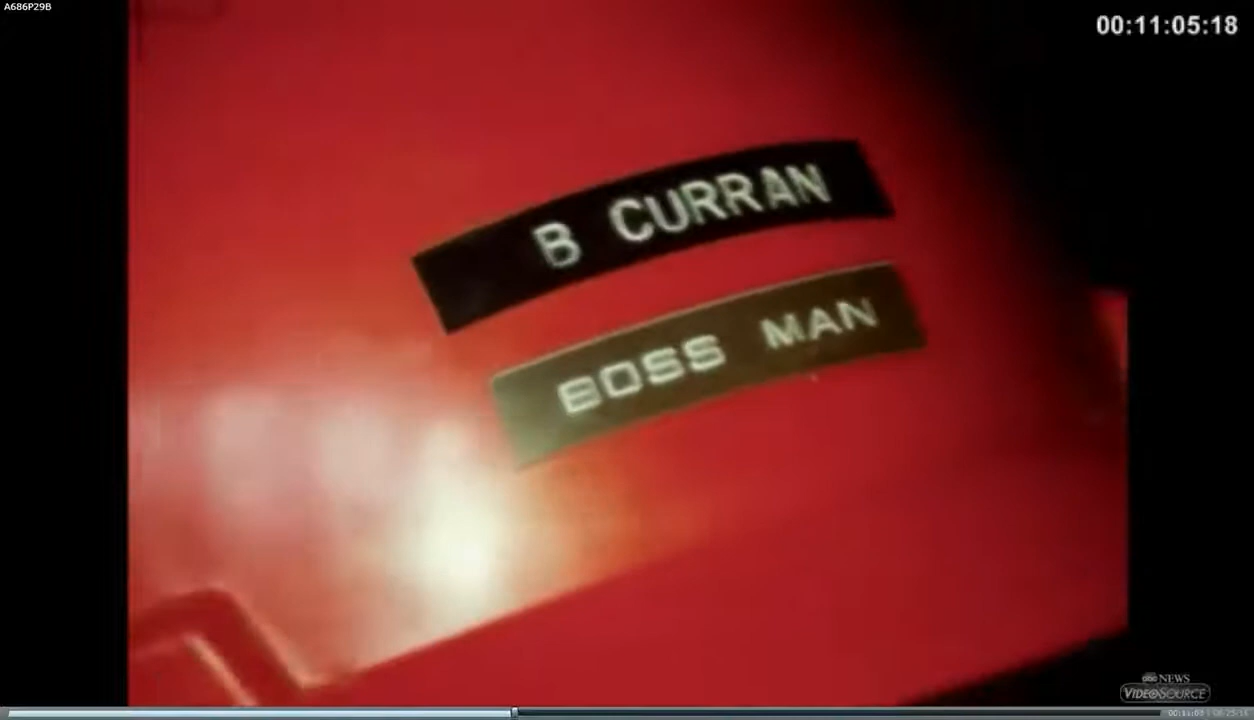 A686P29B
00:11:05:18
B CURRAN
BOSS MAN
abc NEWS
VIDEOSOURCE